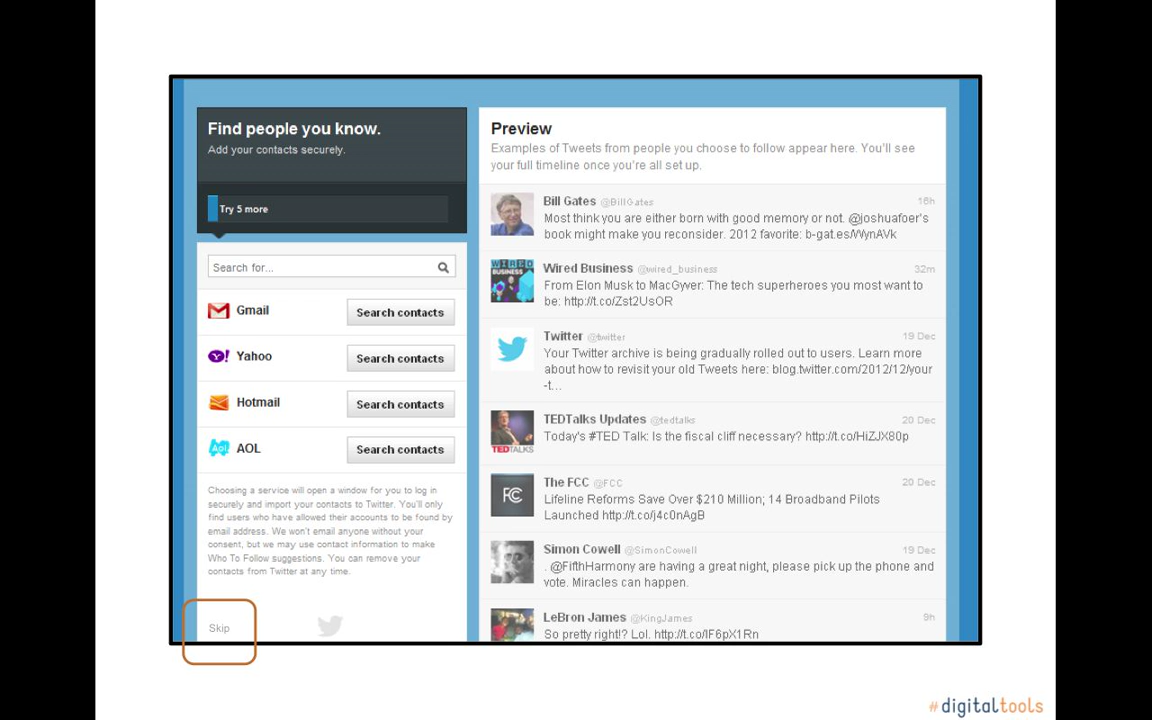 Find people you know.
Add your contacts securely.
Try 5 more
Search for...
Gmail
Search contacts
Yahoo
Search contacts
Hotmail
Search contacts
AOL
Search contacts
Choosing a service will open a window for you to log in
securely and import your contacts to Twitter. You'll only
find users who have allowed their accounts to be found by
email address. We won't email anyone without your
consent, but we may use contact information to make
Who To Follow suggestions. You can remove your
contacts from Twitter at any time.
Skip
Preview
Examples of Tweets from people you choose to follow appear here. You'll see
your full timeline once you're all set up.
Bill Gates @BillGates 16h
Most think you are either born with good memory or not. @joshuafoer's
book might make you reconsider. 2012 favorite: b-gat.es/WynAVk
WIRED
BUSINESS
Wired Business @wired_business 32m
From Elon Musk to MacGyver: The tech superheroes you most want to
be: http://t.co/Zst2UsOR
Twitter @twitter 19 Dec
Your Twitter archive is being gradually rolled out to users. Learn more
about how to revisit your old Tweets here: blog.twitter.com/2012/12/your
-t...
TEDTALKS
TEDTalks Updates @tedtalks 20 Dec
Today's #TED Talk: Is the fiscal cliff necessary? http://t.co/HiZJX80p
FC
The FCC @FCC 20 Dec
Lifeline Reforms Save Over $210 Million; 14 Broadband Pilots
Launched http://t.co/j4c0nAgB
Simon Cowell @SimonCowell 19 Dec
. @FifthHarmony are having a great night, please pick up the phone and
vote. Miracles can happen.
LeBron James @KingJames 9h
So pretty right!? Lol. http://t.co/IF6pX1Rn
#digitaltools